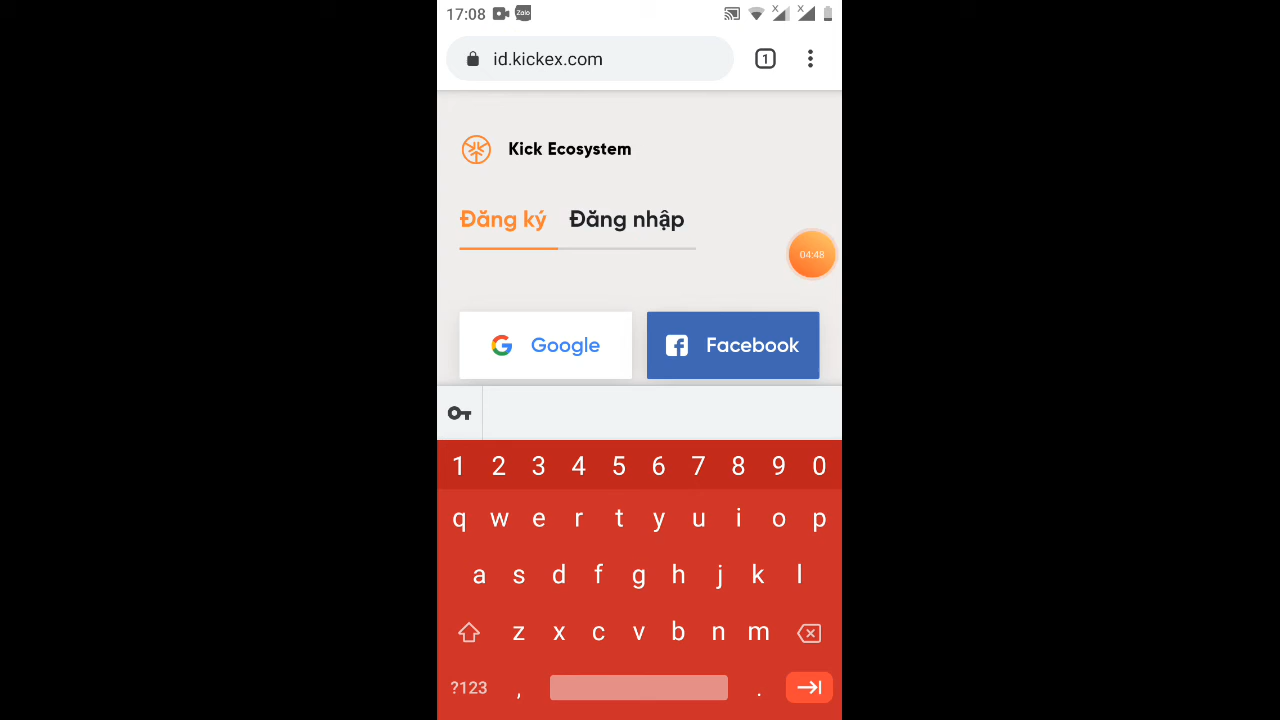 17:08 Zalo
id.kickex.com 1
Kick Ecosystem
Đăng ký Đăng nhập
04:48
Google Facebook
1 2 3 4 5 6 7 8 9 0
q w e r t y u i o p
a s d f g h j k l
z x c v b n m
?123 , .